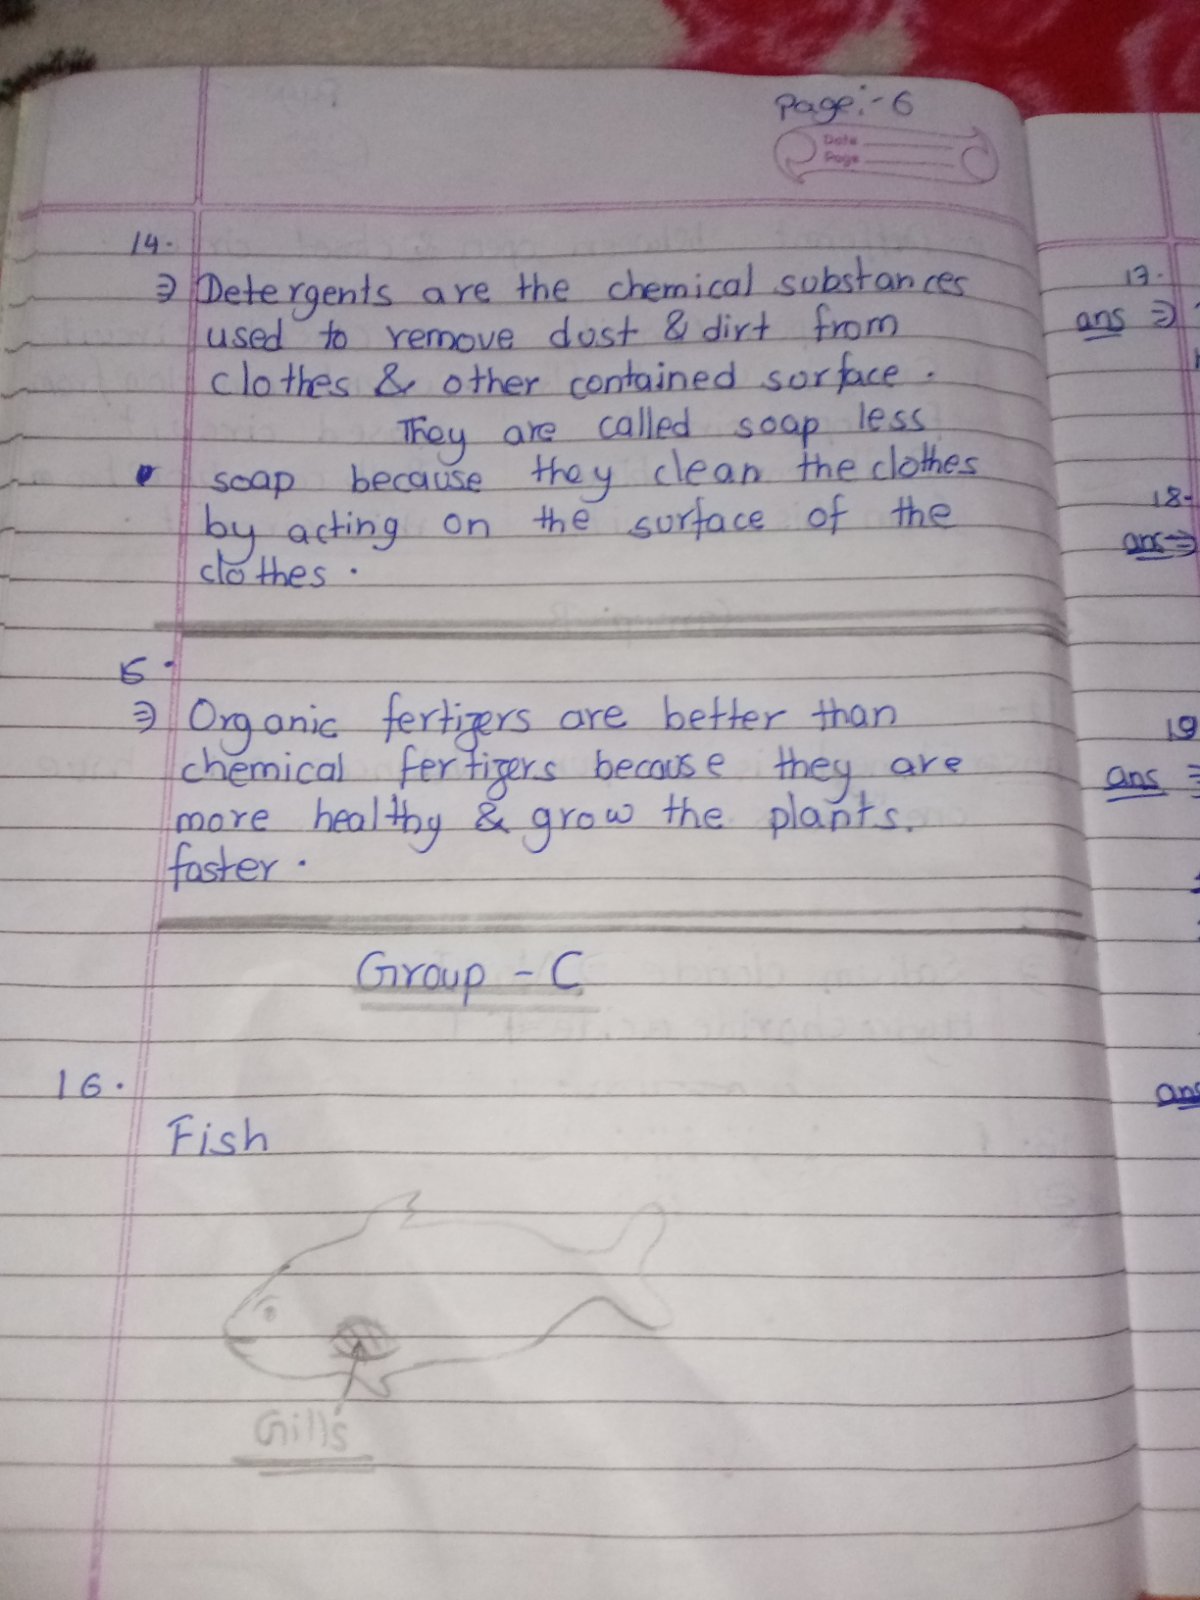 Page:- 6
Date
Page
14.
⇒ Detergents are the chemical substances
used to remove dust & dirt from
clothes & other contained surface.
They are called soap less
soap because they clean the clothes
by acting on the surface of the
clothes.
15.
⇒ Organic fertizers are better than
chemical fertizers because they are
more healthy & grow the plants.
faster.
Group - C
16.
Fish
Gills
17.
ans ⇒
18.
ans ⇒
19
ans
ans